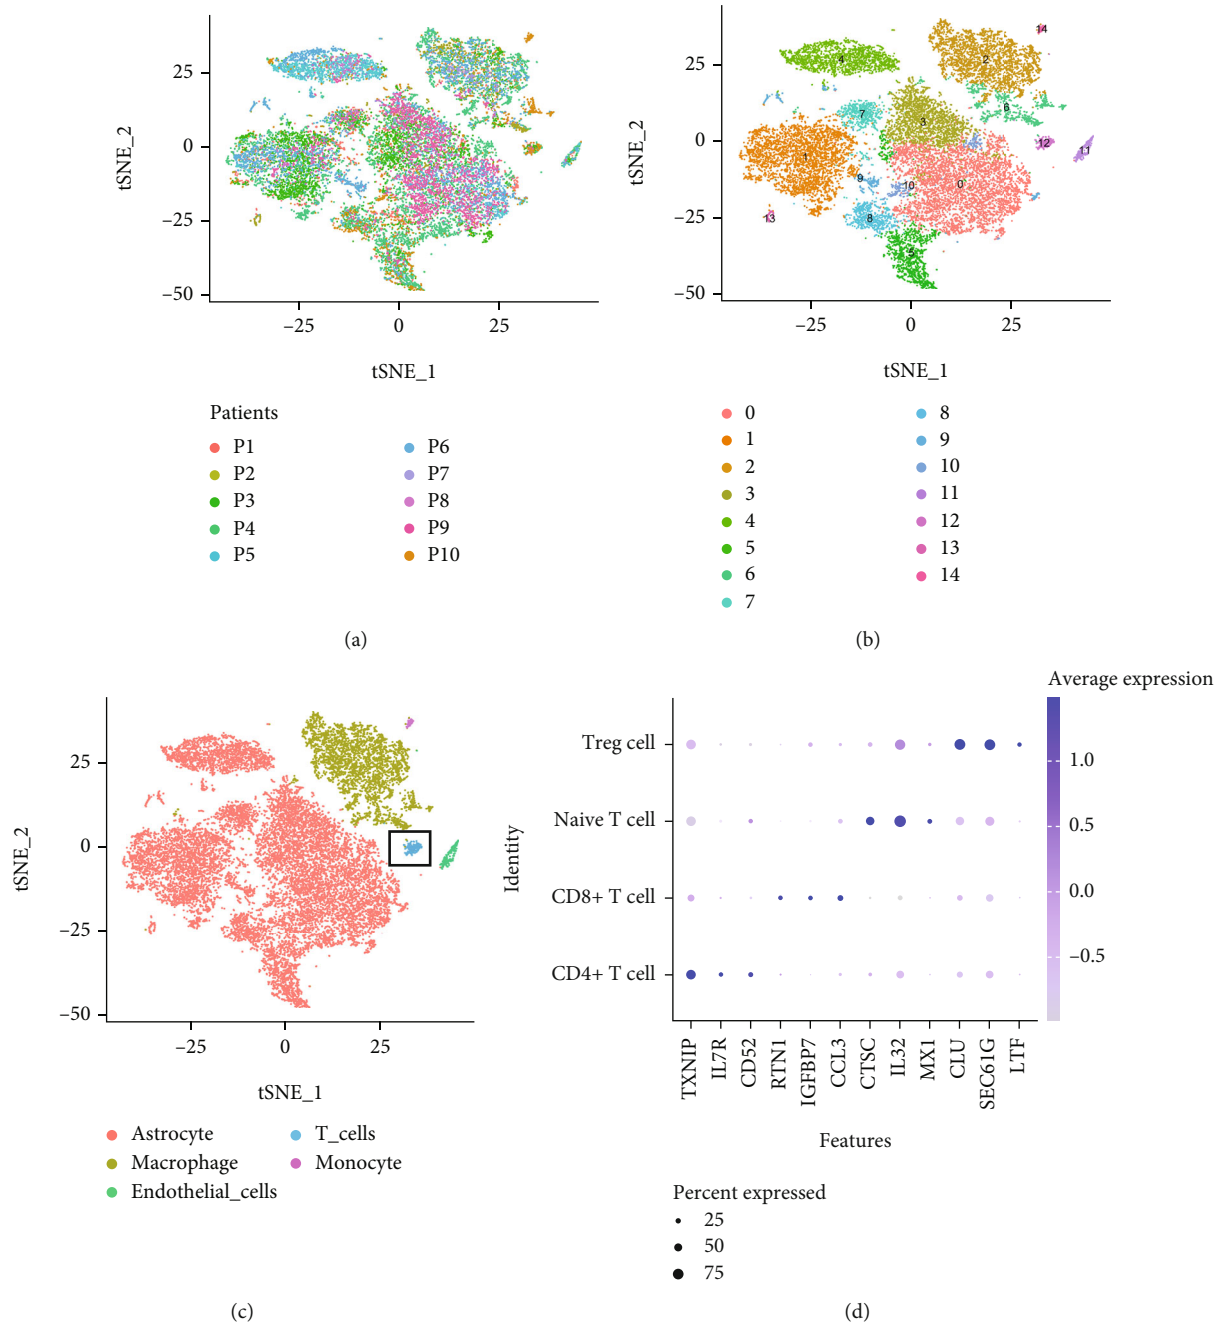 25
0
−25
−50
tSNE_2
−25
0
25
tSNE_1
Patients
P1
P2
P3
P4
P5
P6
P7
P8
P9
P10
(a)
25
0
−25
−50
tSNE_2
14
2
4
6
7
3
12
11
1
9
10
0
13
8
5
−25
0
25
tSNE_1
0
1
2
3
4
5
6
7
8
9
10
11
12
13
14
(b)
25
0
−25
−50
tSNE_2
−25
0
25
tSNE_1
Astrocyte
Macrophage
Endothelial_cells
T_cells
Monocyte
(c)
Average expression
1.0
0.5
0.0
−0.5
Treg cell
Naive T cell
CD8+ T cell
CD4+ T cell
Identity
TXNIP
IL7R
CD52
RTN1
IGFBP7
CCL3
CTSC
IL32
MX1
CLU
SEC61G
LTF
Features
Percent expressed
25
50
75
(d)